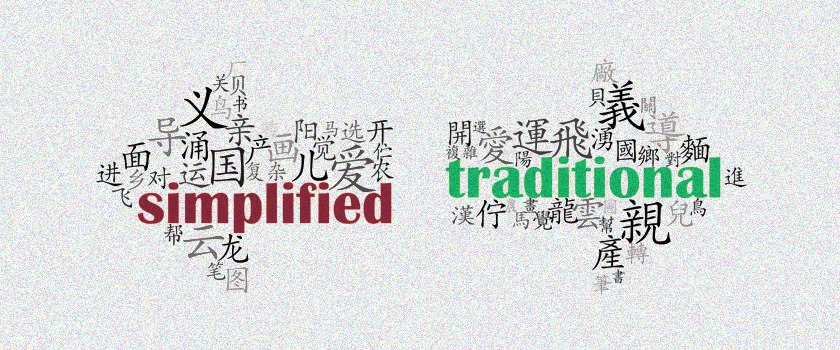 厂
关 贝
义 鸟 书
导 涌 亲 阳 马 选 开
面 国 产 画 觉 伫
进 乡 对 运 复 杂 儿 爱 农
飞 simplified
帮 云 龙
笔 图
廠
貝 義 關
開 選 愛 運 飛 湧 導
複 雜 陽 國 鄉 對 麵
traditional 進
漢 佇 馬 書 覺 龍 雲 圖 幫 親 兒 鳥
產 轉
筆 書